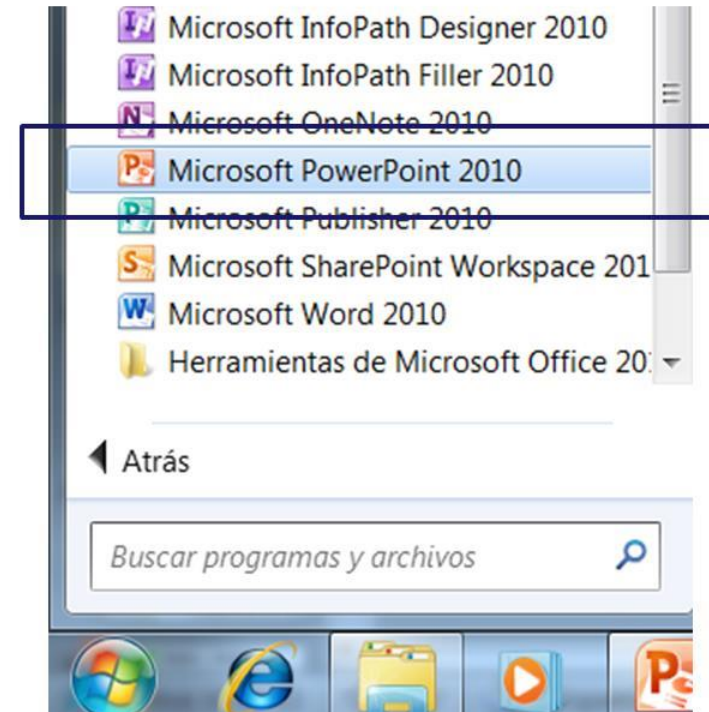 Microsoft InfoPath Designer 2010
Microsoft InfoPath Filler 2010
Microsoft OneNote 2010
Microsoft PowerPoint 2010
Microsoft Publisher 2010
Microsoft SharePoint Workspace 201
Microsoft Word 2010
Herramientas de Microsoft Office 20
Atrás
Buscar programas y archivos